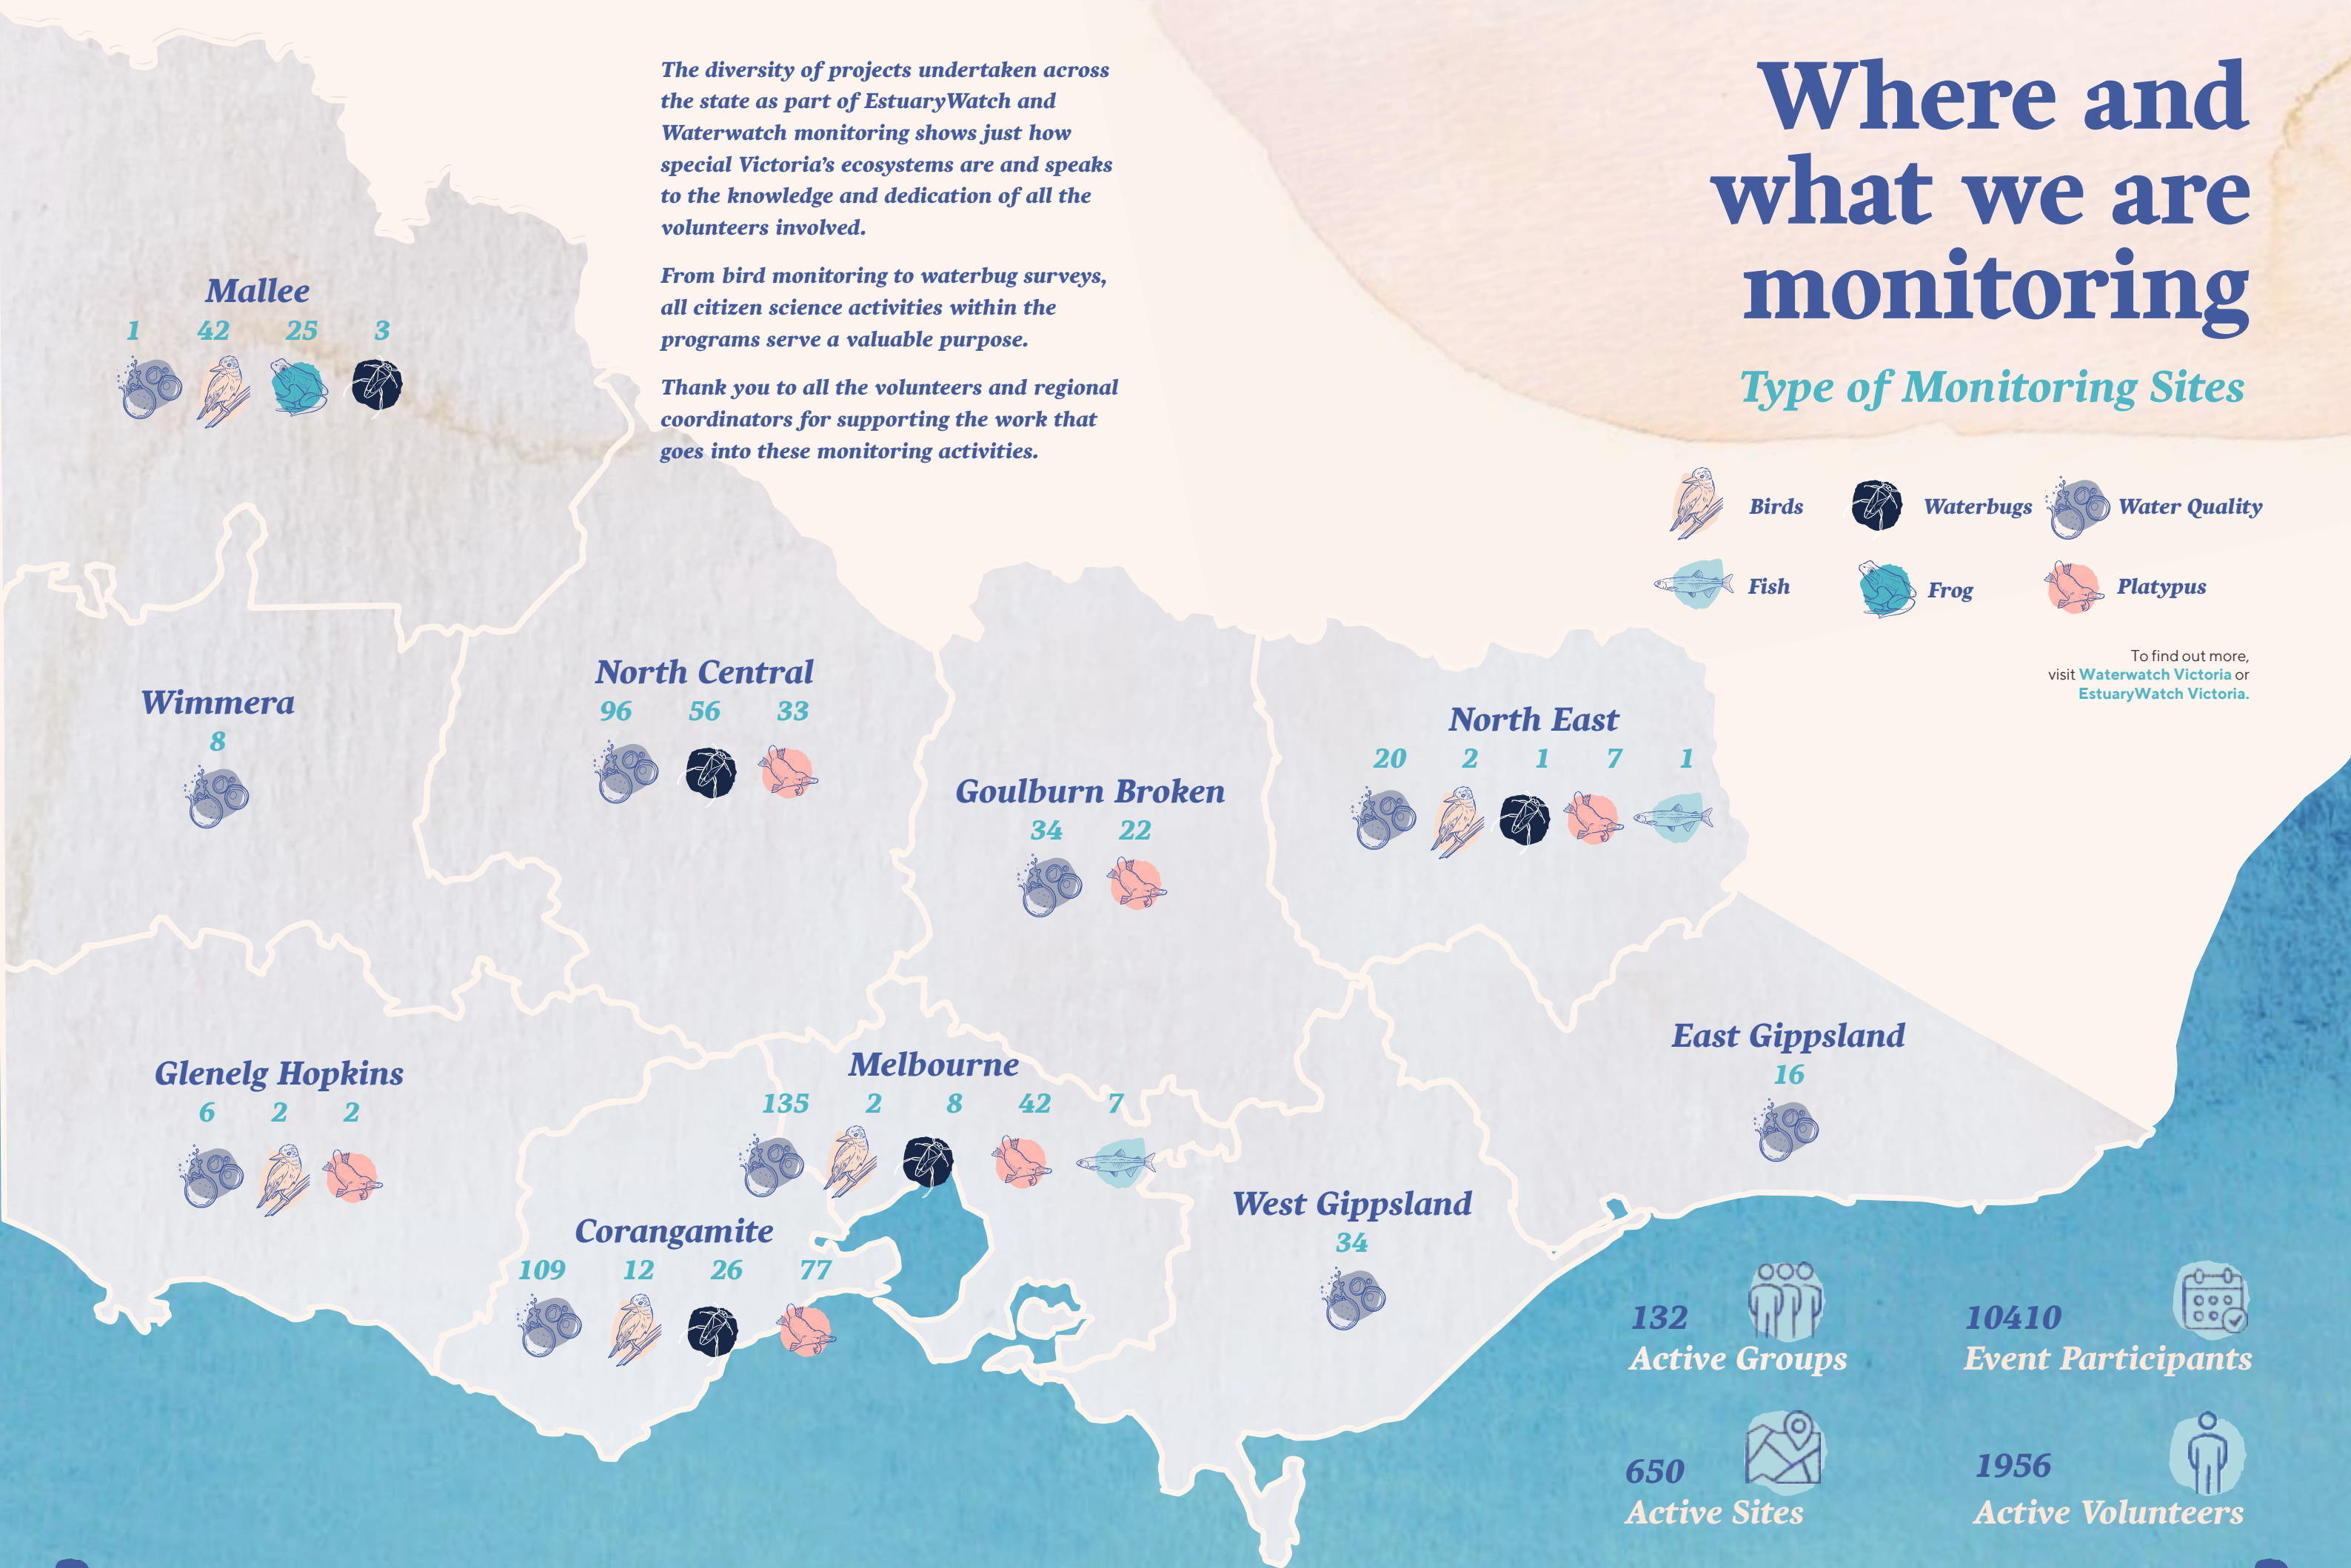 The diversity of projects undertaken across
the state as part of EstuaryWatch and
Waterwatch monitoring shows just how
special Victoria's ecosystems are and speaks
to the knowledge and dedication of all the
volunteers involved.
From bird monitoring to waterbug surveys,
all citizen science activities within the
programs serve a valuable purpose.
Thank you to all the volunteers and regional
coordinators for supporting the work that
goes into these monitoring activities.
Where and
what we are
monitoring
Type of Monitoring Sites
Birds Waterbugs Water Quality
Fish Frog Platypus
To find out more,
visit Waterwatch Victoria or
EstuaryWatch Victoria.
Mallee
1 42 25 3
Wimmera
8
North Central
96 56 33
Goulburn Broken
34 22
North East
20 2 1 7 1
Glenelg Hopkins
6 2 2
Melbourne
135 2 8 42 7
Corangamite
109 12 26 77
West Gippsland
34
East Gippsland
16
132
Active Groups
10410
Event Participants
650
Active Sites
1956
Active Volunteers